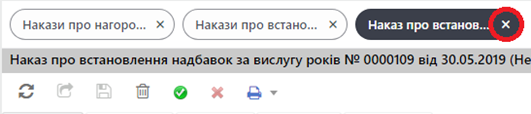 Накази про нагоро... ×
Накази про встано... ×
Наказ про встанов... ×
Наказ про встановлення надбавок за вислугу років № 0000109 від 30.05.2019 (Не